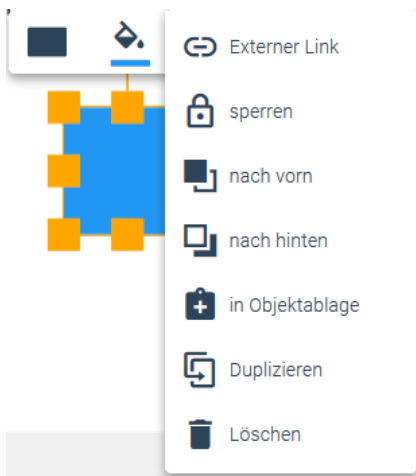 Externer Link
sperren
nach vorn
nach hinten
in Objektablage
Duplizieren
Löschen